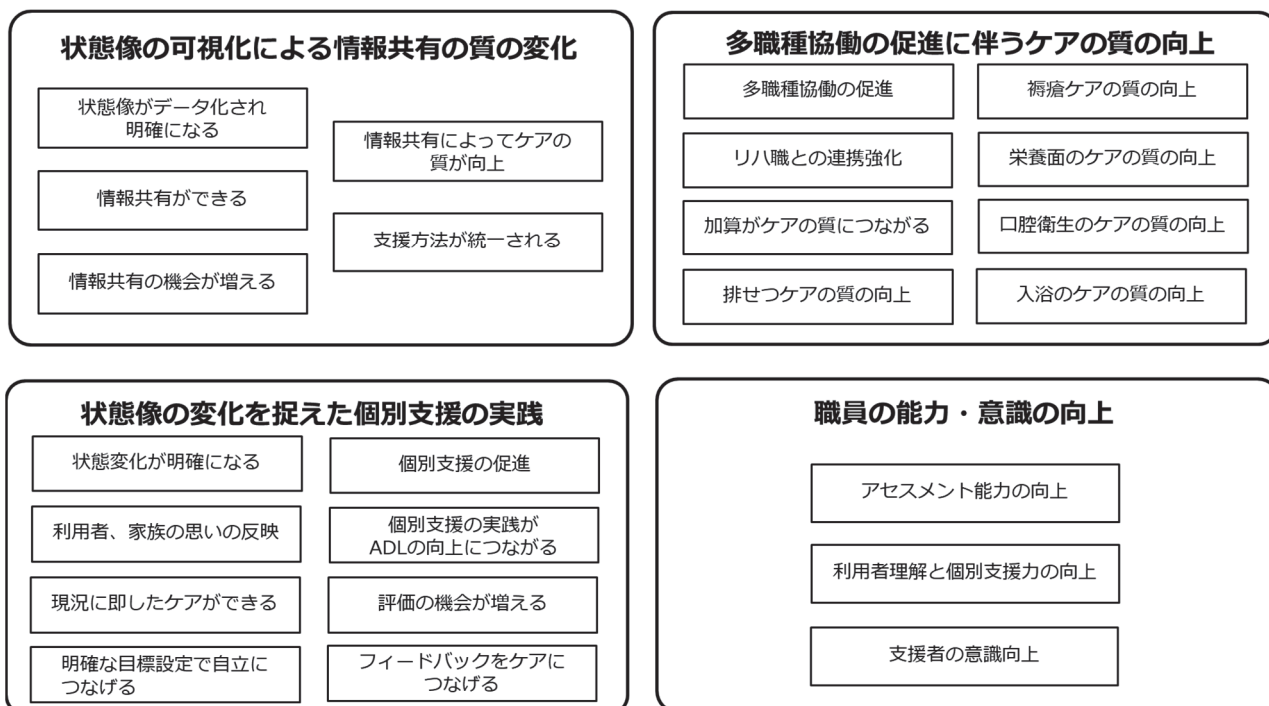 状態像の可視化による情報共有の質の変化
状態像がデータ化され
明確になる
情報共有ができる
情報共有の機会が増える
情報共有によってケアの
質が向上
支援方法が統一される
多職種協働の促進に伴うケアの質の向上
多職種協働の促進
リハ職との連携強化
加算がケアの質につながる
排せつケアの質の向上
褥瘡ケアの質の向上
栄養面のケアの質の向上
口腔衛生のケアの質の向上
入浴のケアの質の向上
状態像の変化を捉えた個別支援の実践
状態変化が明確になる
利用者、家族の思いの反映
現況に即したケアができる
明確な目標設定で自立に
つなげる
個別支援の促進
個別支援の実践が
ADLの向上につながる
評価の機会が増える
フィードバックをケアに
つなげる
職員の能力・意識の向上
アセスメント能力の向上
利用者理解と個別支援力の向上
支援者の意識向上